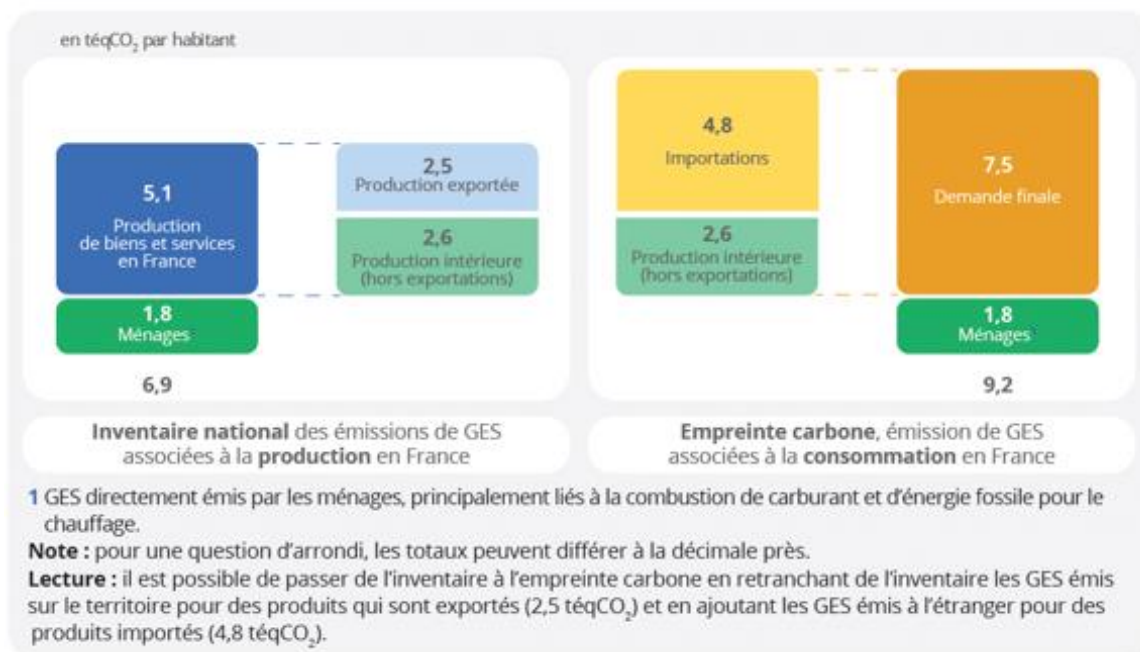 en téqCO₂ par habitant
5,1
Production
de biens et services
en France
1,8
Ménages
6,9
2,5
Production exportée
2,6
Production intérieure
(hors exportations)
4,8
Importations
2,6
Production intérieure
(hors exportations)
7,5
Demande finale
1,8
Ménages
9,2
Inventaire national des émissions de GES
associées à la production en France
Empreinte carbone, émission de GES
associées à la consommation en France
1 GES directement émis par les ménages, principalement liés à la combustion de carburant et d’énergie fossile pour le
chauffage.
Note : pour une question d’arrondi, les totaux peuvent différer à la décimale près.
Lecture : il est possible de passer de l’inventaire à l’empreinte carbone en retranchant de l’inventaire les GES émis
sur le territoire pour des produits qui sont exportés (2,5 téqCO₂) et en ajoutant les GES émis à l’étranger pour des
produits importés (4,8 téqCO₂).